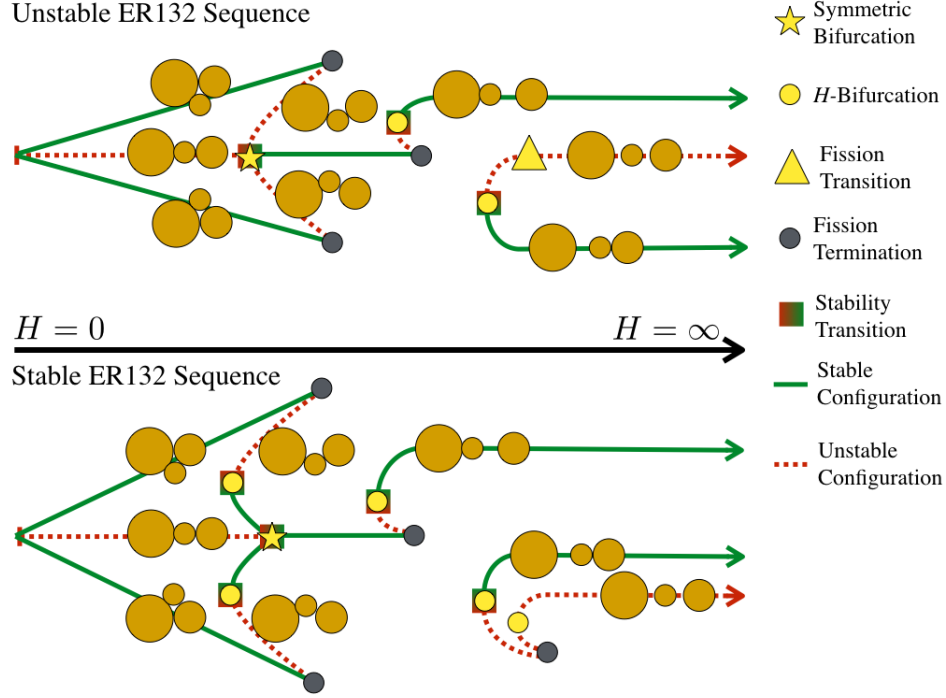 Unstable ER132 Sequence
Symmetric
Bifurcation
H-Bifurcation
Fission
Transition
Fission
Termination
H = 0
H = ∞
Stability
Transition
Stable ER132 Sequence
Stable
Configuration
Unstable
Configuration